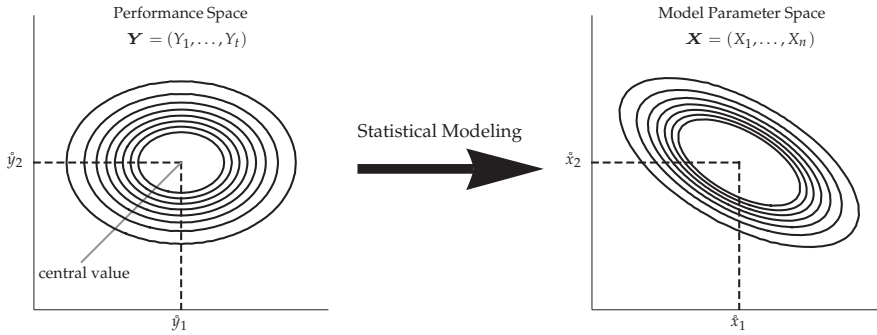 Performance Space
Y = (Y₁,…,Yₜ)
ẙ₂
central value
ẙ₁
Statistical Modeling
Model Parameter Space
X = (X₁,…,Xₙ)
x̊₂
x̊₁